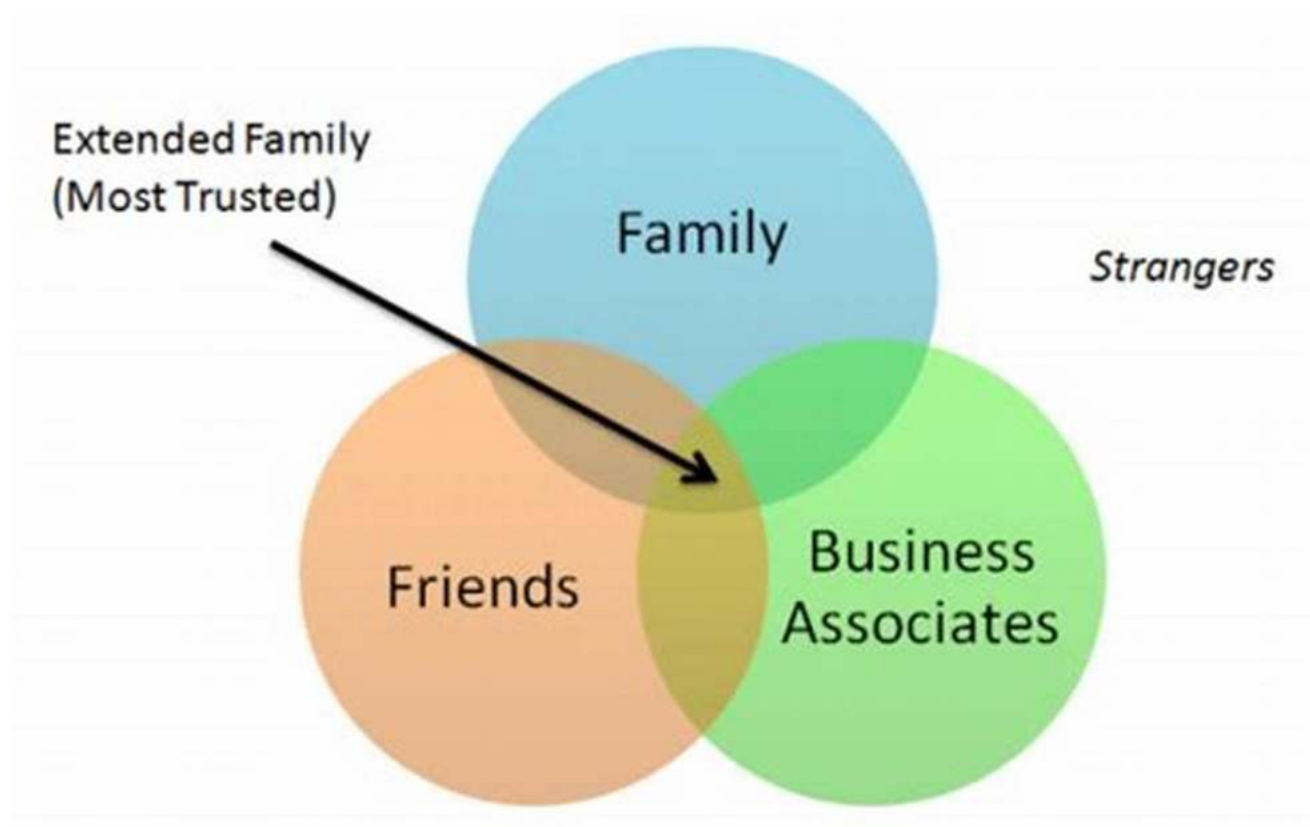 Extended Family
(Most Trusted)
Family
Strangers
Friends
Business
Associates